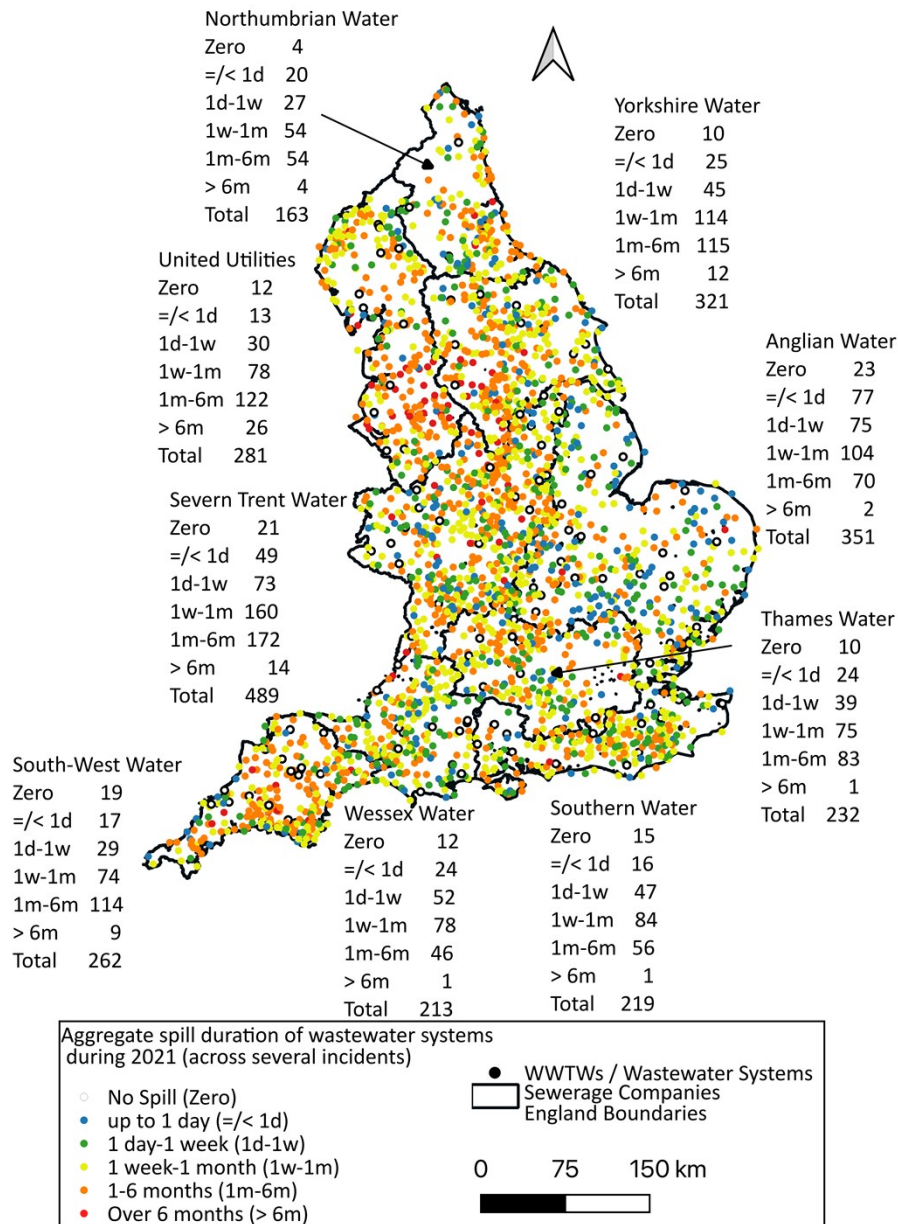 Northumbrian Water
Zero 4
=/< 1d 20
1d-1w 27
1w-1m 54
1m-6m 54
> 6m 4
Total 163
Yorkshire Water
Zero 10
=/< 1d 25
1d-1w 45
1w-1m 114
1m-6m 115
> 6m 12
Total 321
United Utilities
Zero 12
=/< 1d 13
1d-1w 30
1w-1m 78
1m-6m 122
> 6m 26
Total 281
Anglian Water
Zero 23
=/< 1d 77
1d-1w 75
1w-1m 104
1m-6m 70
> 6m 2
Total 351
Severn Trent Water
Zero 21
=/< 1d 49
1d-1w 73
1w-1m 160
1m-6m 172
> 6m 14
Total 489
Thames Water
Zero 10
=/< 1d 24
1d-1w 39
1w-1m 75
1m-6m 83
> 6m 1
Total 232
South-West Water
Zero 19
=/< 1d 17
1d-1w 29
1w-1m 74
1m-6m 114
> 6m 9
Total 262
Wessex Water
Zero 12
=/< 1d 24
1d-1w 52
1w-1m 78
1m-6m 46
> 6m 1
Total 213
Southern Water
Zero 15
=/< 1d 16
1d-1w 47
1w-1m 84
1m-6m 56
> 6m 1
Total 219
Aggregate spill duration of wastewater systems
during 2021 (across several incidents)
No Spill (Zero)
up to 1 day (=/< 1d)
1 day-1 week (1d-1w)
1 week-1 month (1w-1m)
1-6 months (1m-6m)
Over 6 months (> 6m)
WWTWs / Wastewater Systems
Sewerage Companies
England Boundaries
0 75 150 km